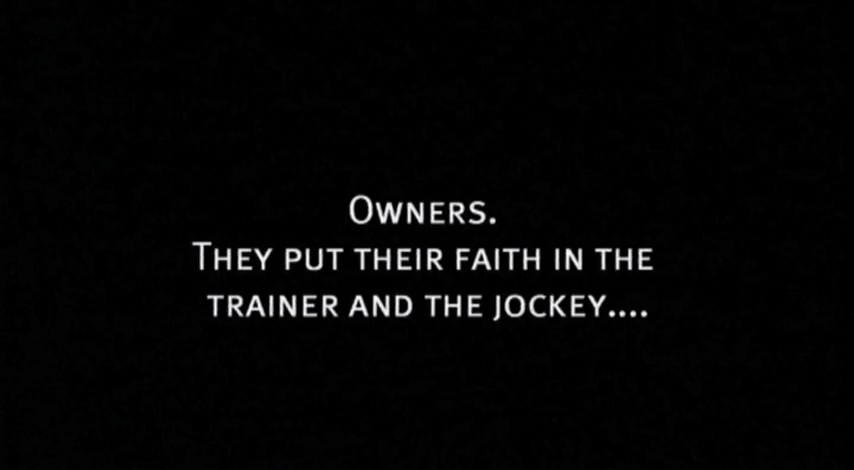 Owners.
They put their faith in the
trainer and the jockey....